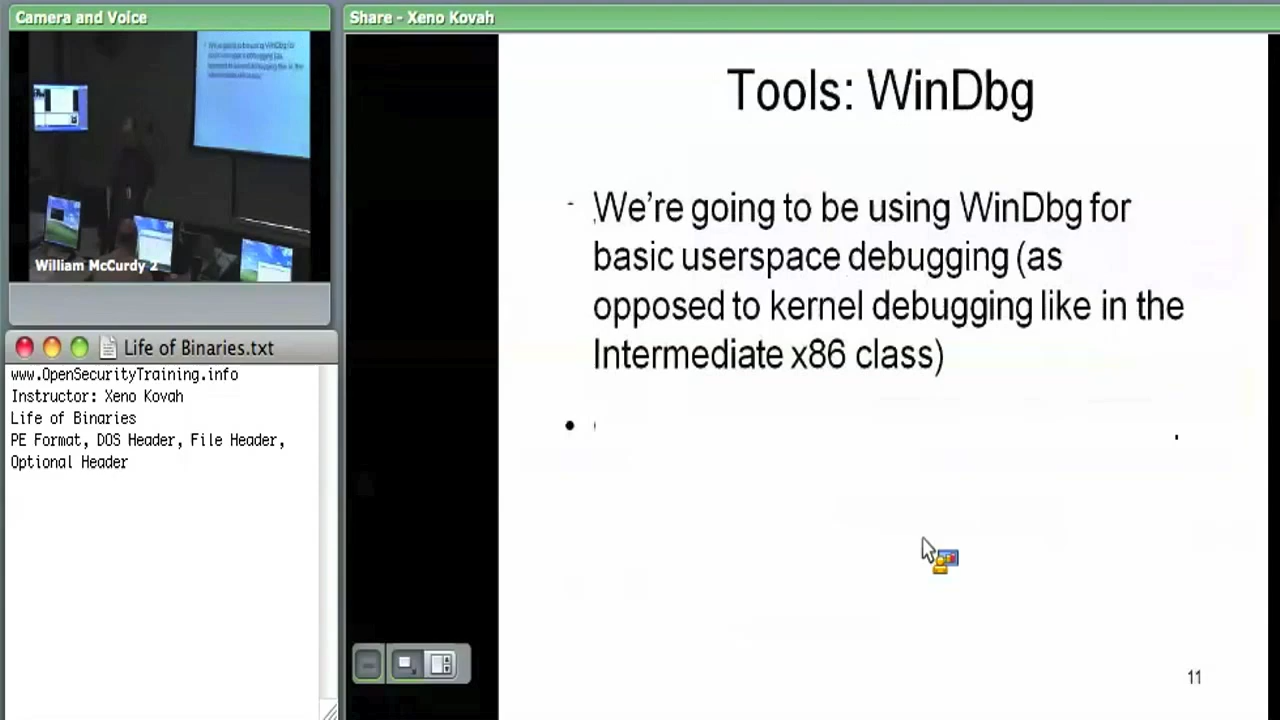 Camera and Voice
William McCurdy 2
Life of Binaries.txt
www.OpenSecurityTraining.info
Instructor: Xeno Kovah
Life of Binaries
PE Format, DOS Header, File Header,
Optional Header
Share - Xeno Kovah
Tools: WinDbg
We're going to be using WinDbg for
basic userspace debugging (as
opposed to kernel debugging like in the
Intermediate x86 class)
11